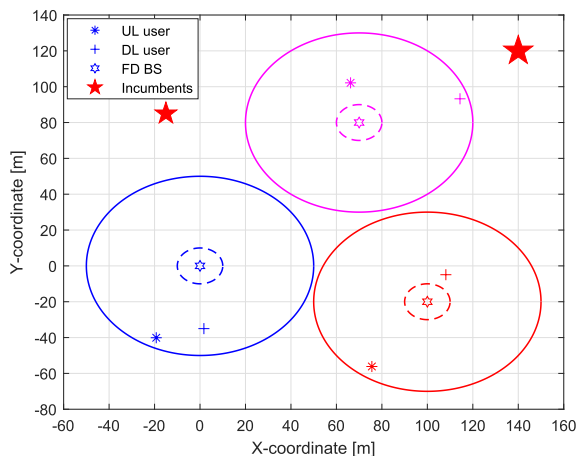 140
120
100
80
60
40
20
0
-20
-40
-60
-80
Y-coordinate [m]
UL user
DL user
FD BS
Incumbents
-60 -40 -20 0 20 40 60 80 100 120 140 160
X-coordinate [m]